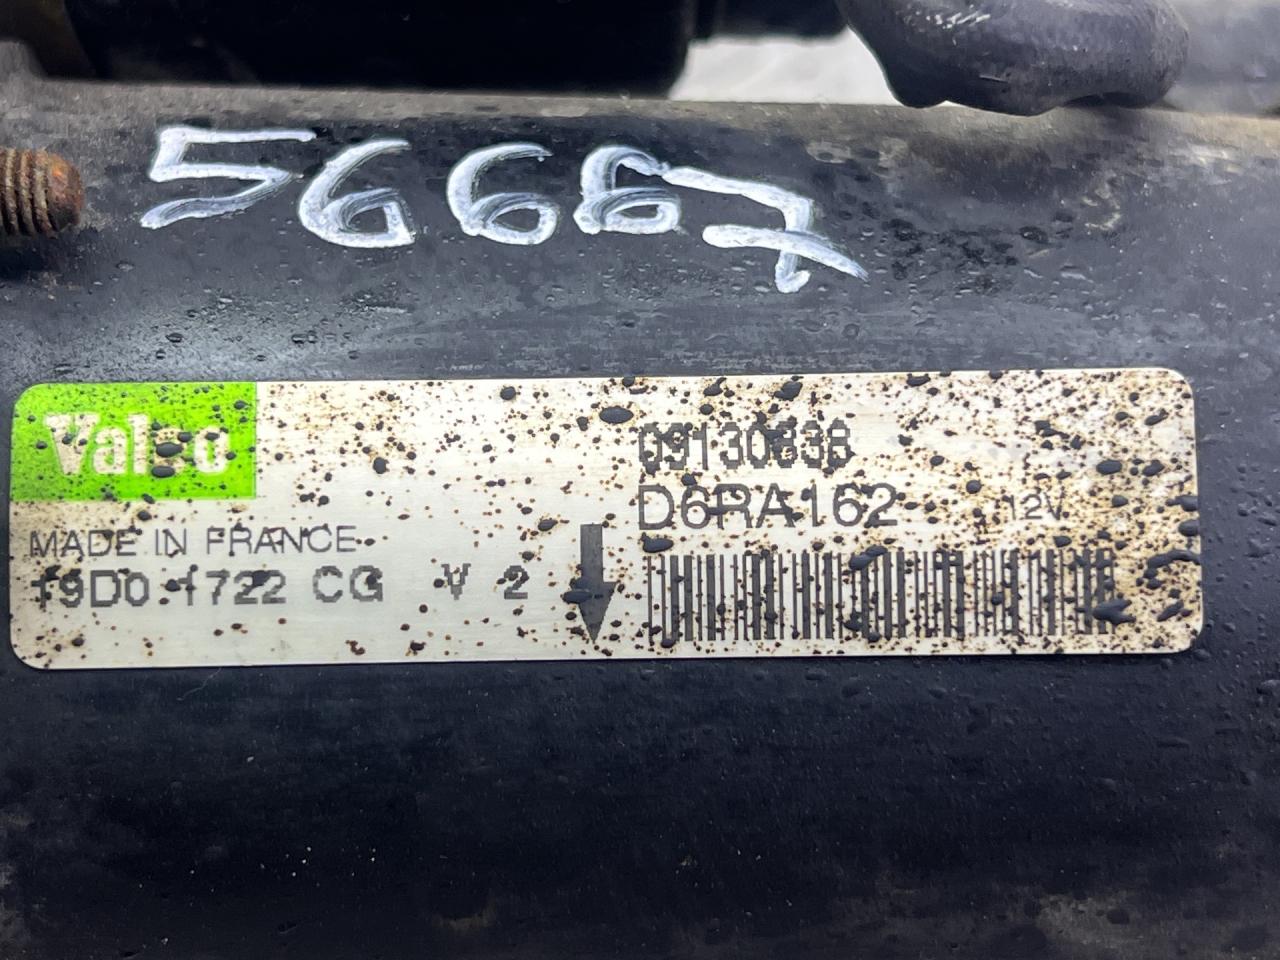 56667
Valeo
09130838
D6RA162 12V
MADE IN FRANCE
19D0 1722 CG V 2